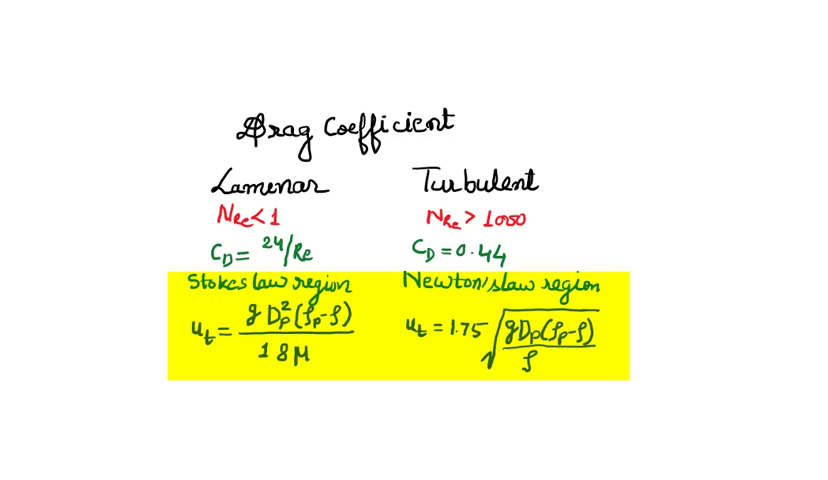 Drag Coefficient
Lamenar Turbulent
NRe < 1 NRe > 1000
CD = 24/Re CD = 0.44
Stokes law region Newton's law region
ut = g Dp² (ρp - ρ) / 18 μ ut = 1.75 √(g Dp (ρp - ρ) / ρ)